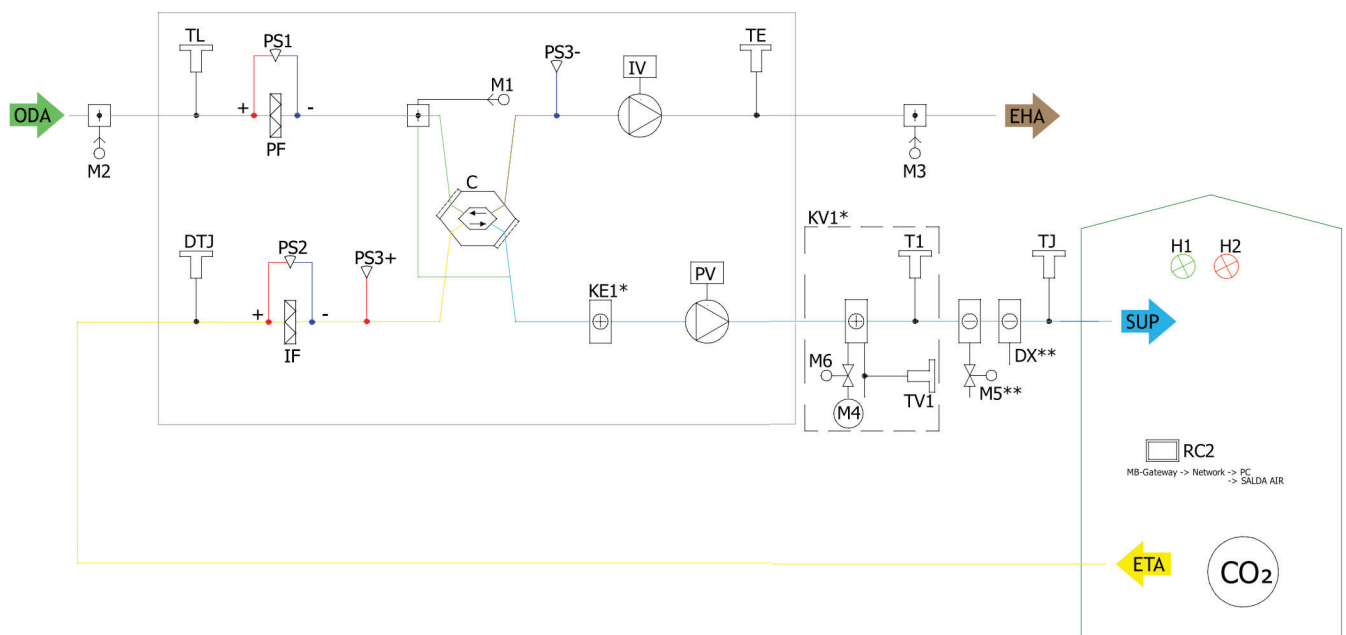 TL
PS1
PS3-
IV
TE
M1
ODA
+
-
EHA
PF
M2
M3
C
KV1*
DTJ
PS2
PS3+
T1
TJ
H1
H2
PV
KE1*
+
-
SUP
IF
DX**
M6
M4
TV1
M5**
RC2
MB-Gateway -> Network -> PC
-> SALDA AIR
ETA
CO₂